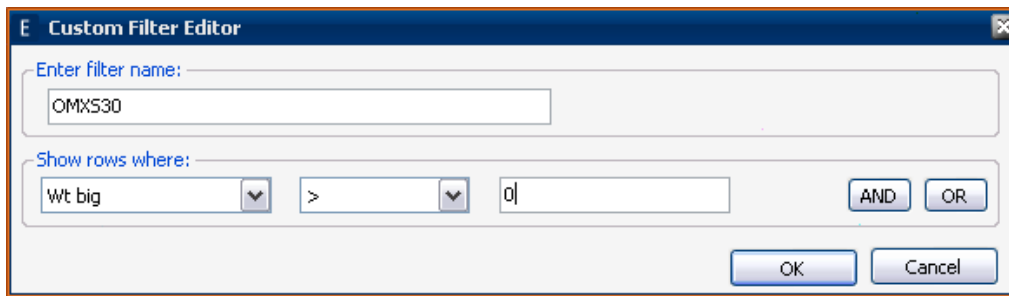 E Custom Filter Editor
Enter filter name:
OMXS30
Show rows where:
Wt big > 0 AND OR
OK Cancel